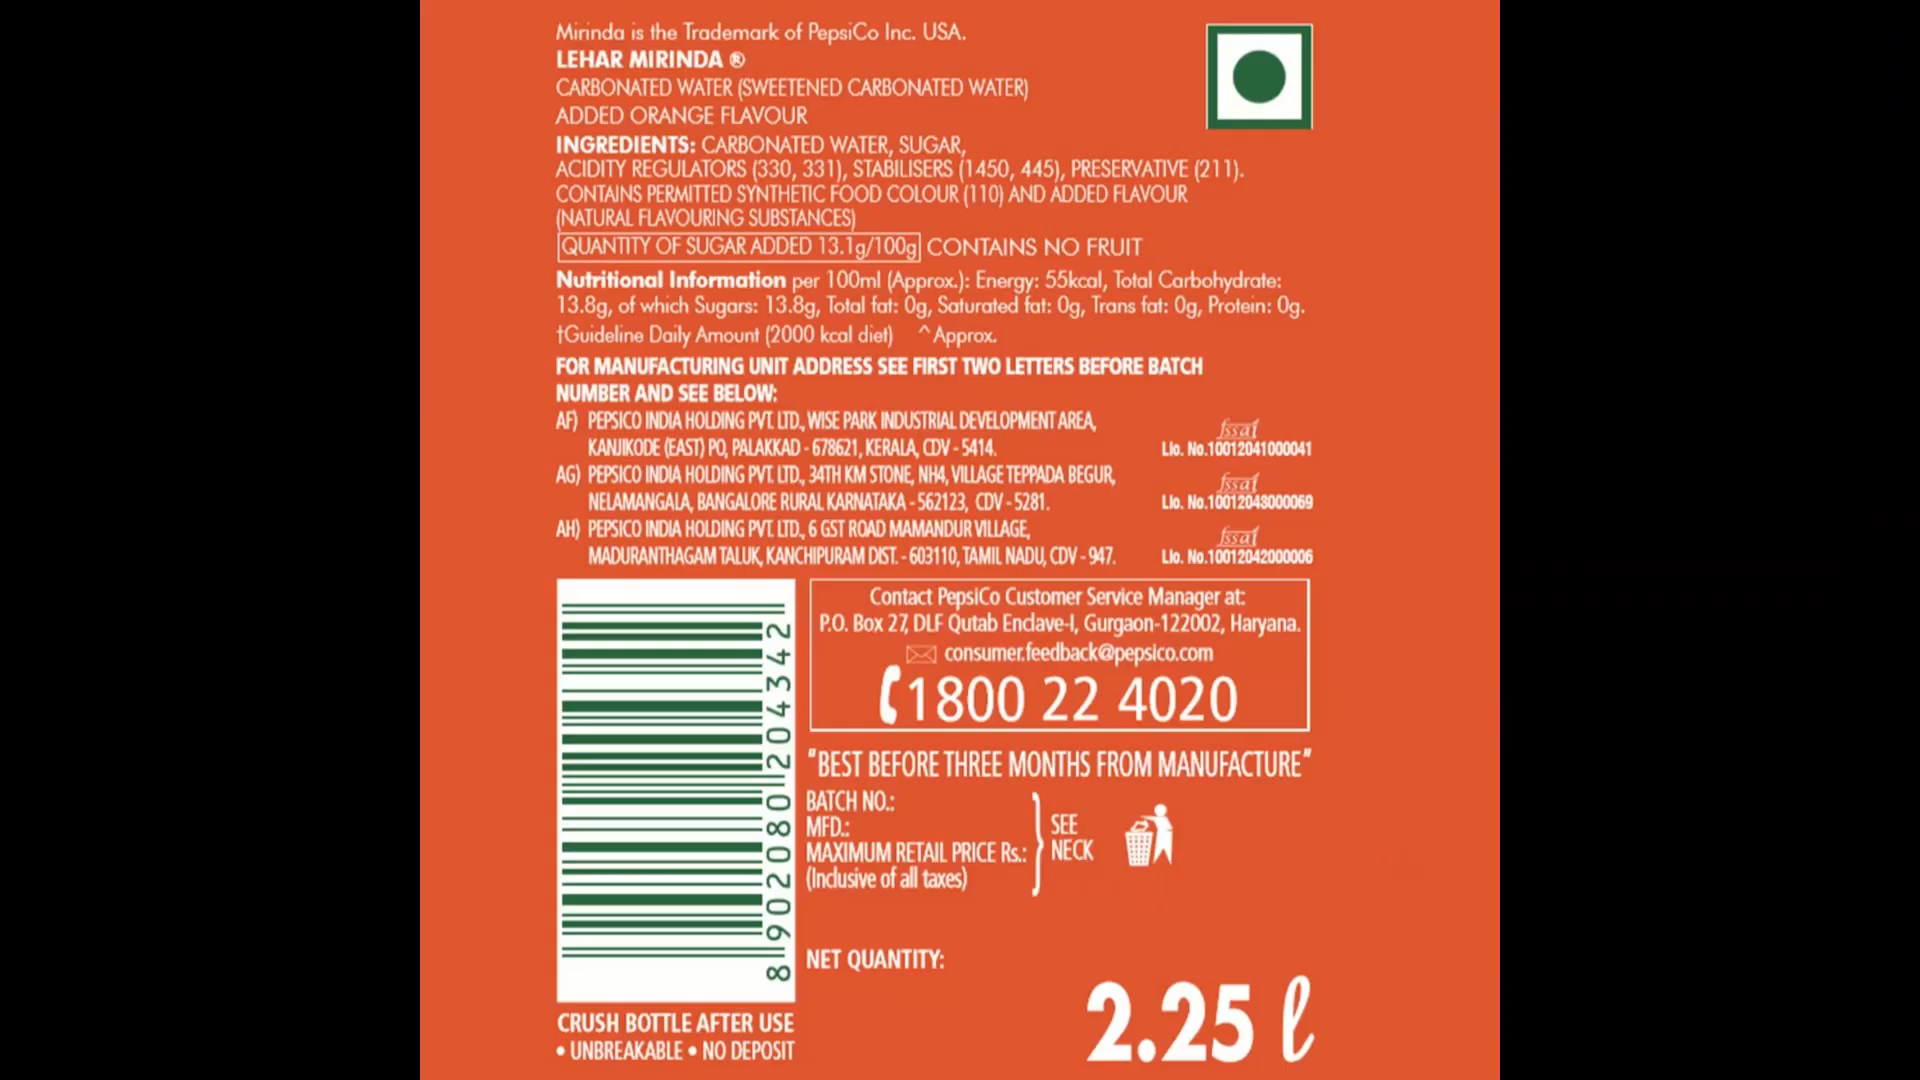 Mirinda is the Trademark of PepsiCo Inc. USA.
LEHAR MIRINDA ®
CARBONATED WATER (SWEETENED CARBONATED WATER)
ADDED ORANGE FLAVOUR
INGREDIENTS: CARBONATED WATER, SUGAR,
ACIDITY REGULATORS (330, 331), STABILISERS (1450, 445), PRESERVATIVE (211).
CONTAINS PERMITTED SYNTHETIC FOOD COLOUR (110) AND ADDED FLAVOUR
(NATURAL FLAVOURING SUBSTANCES)
QUANTITY OF SUGAR ADDED 13.1g/100g CONTAINS NO FRUIT
Nutritional Information per 100ml (Approx.): Energy: 55kcal, Total Carbohydrate:
13.8g, of which Sugars: 13.8g, Total fat: 0g, Saturated fat: 0g, Trans fat: 0g, Protein: 0g.
†Guideline Daily Amount (2000 kcal diet) ^ Approx.
FOR MANUFACTURING UNIT ADDRESS SEE FIRST TWO LETTERS BEFORE BATCH
NUMBER AND SEE BELOW:
AF) PEPSICO INDIA HOLDING PVT. LTD., WISE PARK INDUSTRIAL DEVELOPMENT AREA,
KANJIKODE (EAST) PO, PALAKKAD - 678621, KERALA, CDV - 5414.
fssai
Lic. No.10012041000041
AG) PEPSICO INDIA HOLDING PVT. LTD., 34TH KM STONE, NH4, VILLAGE TEPPADA BEGUR,
NELAMANGALA, BANGALORE RURAL KARNATAKA - 562123, CDV - 5281.
fssai
Lic. No.10012043000069
AH) PEPSICO INDIA HOLDING PVT. LTD., 6 GST ROAD MAMANDUR VILLAGE,
MADURANTHAGAM TALUK, KANCHIPURAM DIST. - 603110, TAMIL NADU, CDV - 947.
fssai
Lic. No.10012042000006
8902080204342
Contact PepsiCo Customer Service Manager at:
P.O. Box 27, DLF Qutab Enclave-I, Gurgaon-122002, Haryana.
consumer.feedback@pepsico.com
1800 22 4020
"BEST BEFORE THREE MONTHS FROM MANUFACTURE"
BATCH NO.:
MFD.:
MAXIMUM RETAIL PRICE Rs.:
(Inclusive of all taxes)
SEE
NECK
NET QUANTITY:
2.25 ℓ
CRUSH BOTTLE AFTER USE
• UNBREAKABLE • NO DEPOSIT